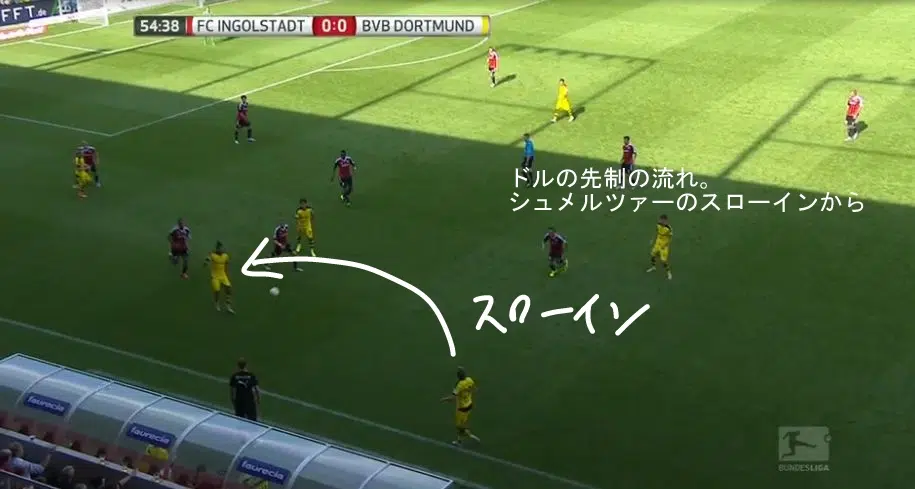 FFT.
54:38 FC INGOLSTADT 0:0 BVB DORTMUND
ドルの先制の流れ。
シュメルツァーのスローインから
スローイン
faurecia
faurecia
faurecia
BUNDESLIGA